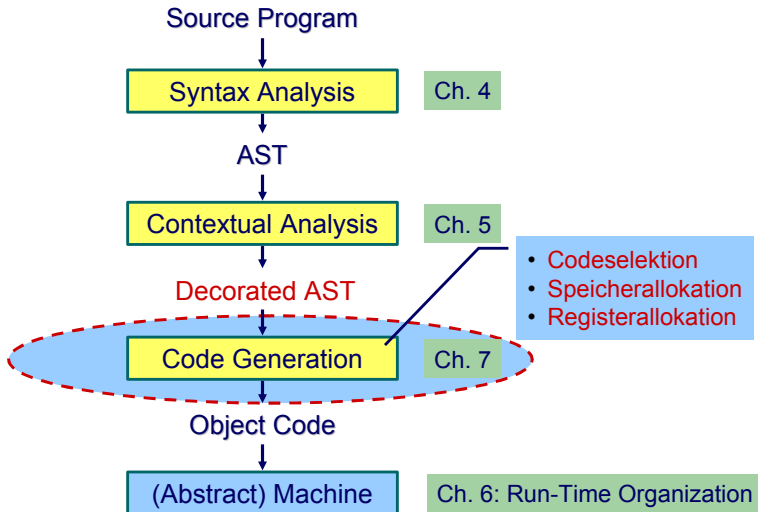 Source Program
Syntax Analysis
Ch. 4
AST
Contextual Analysis
Ch. 5
• Codeselektion
• Speicherallokation
• Registerallokation
Decorated AST
Code Generation
Ch. 7
Object Code
(Abstract) Machine
Ch. 6: Run-Time Organization